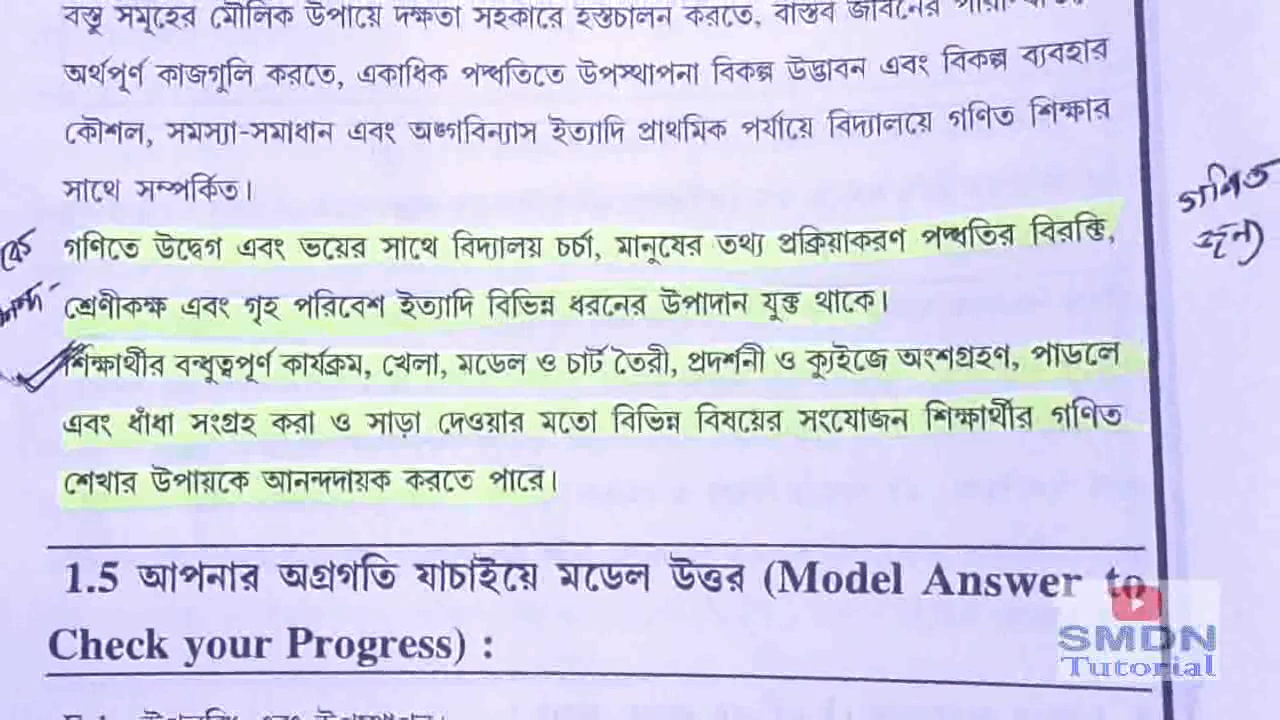 বস্তু সমূহের মৌলিক উপায়ে দক্ষতা সহকারে হস্তচালন করতে, বাস্তব জীবনের
অর্থপূর্ণ কাজগুলি করতে, একাধিক পদ্ধতিতে উপস্থাপনা বিকল্প উদ্ভাবন এবং বিকল্প ব্যবহার
কৌশল, সমস্যা-সমাধান এবং অঙ্গবিন্যাস ইত্যাদি প্রাথমিক পর্যায়ে বিদ্যালয়ে গণিত শিক্ষার
সাথে সম্পর্কিত।
গণিতে উদ্বেগ এবং ভয়ের সাথে বিদ্যালয় চর্চা, মানুষের তথ্য প্রক্রিয়াকরণ পদ্ধতির বিরক্তি,
শ্রেণীকক্ষ এবং গৃহ পরিবেশ ইত্যাদি বিভিন্ন ধরনের উপাদান যুক্ত থাকে।
শিক্ষার্থীর বন্ধুত্বপূর্ণ কার্যক্রম, খেলা, মডেল ও চার্ট তৈরী, প্রদর্শনী ও ক্যুইজে অংশগ্রহণ, পাডলে
এবং ধাঁধা সংগ্রহ করা ও সাড়া দেওয়ার মতো বিভিন্ন বিষয়ের সংযোজন শিক্ষার্থীর গণিত
শেখার উপায়কে আনন্দদায়ক করতে পারে।
গণিত
1.5 আপনার অগ্রগতি যাচাইয়ে মডেল উত্তর (Model Answer to
Check your Progress) :
SMDN
Tutorial